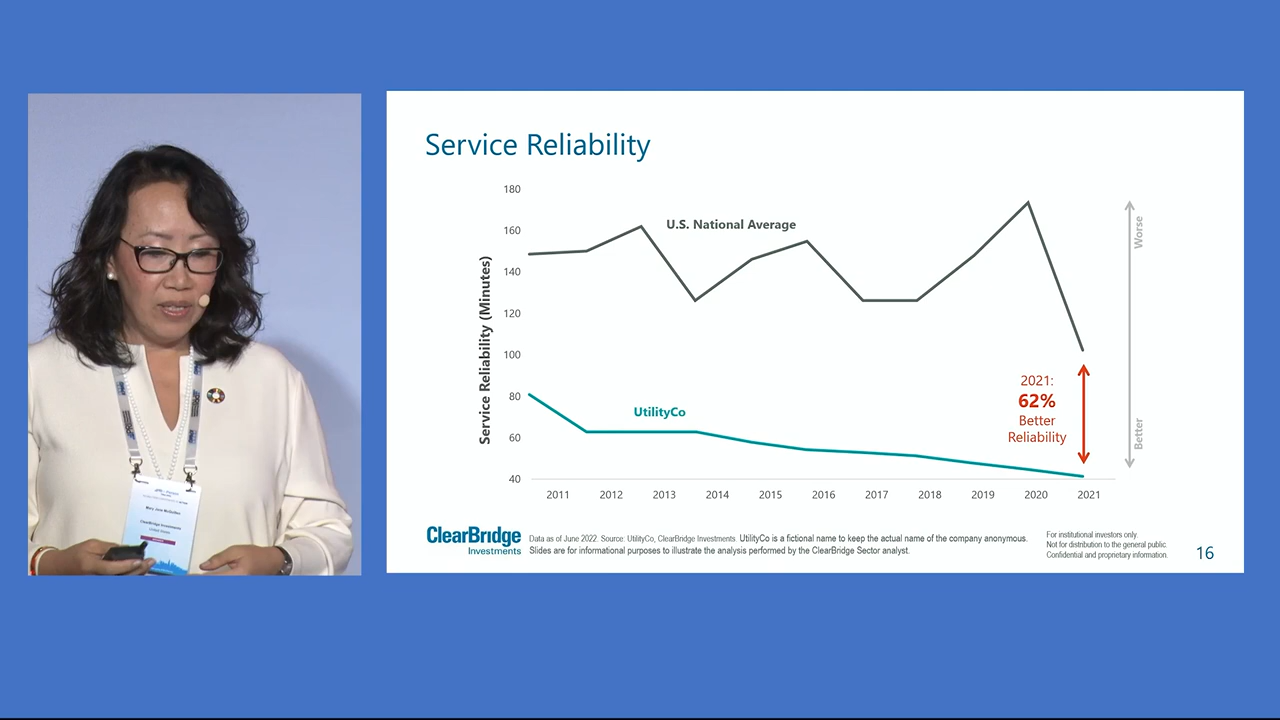 Service Reliability
180
160
140
120
100
80
60
40
Service Reliability (Minutes)
U.S. National Average
UtilityCo
2021:
62%
Better
Reliability
Worse
Better
2011 2012 2013 2014 2015 2016 2017 2018 2019 2020 2021
ClearBridge
Investments
Data as of June 2022. Source: UtilityCo, ClearBridge Investments. UtilityCo is a fictional name to keep the actual name of the company anonymous.
Slides are for informational purposes to illustrate the analysis performed by the ClearBridge Sector analyst.
For institutional investors only.
Not for distribution to the general public.
Confidential and proprietary information.
16
ClearBridge Investments